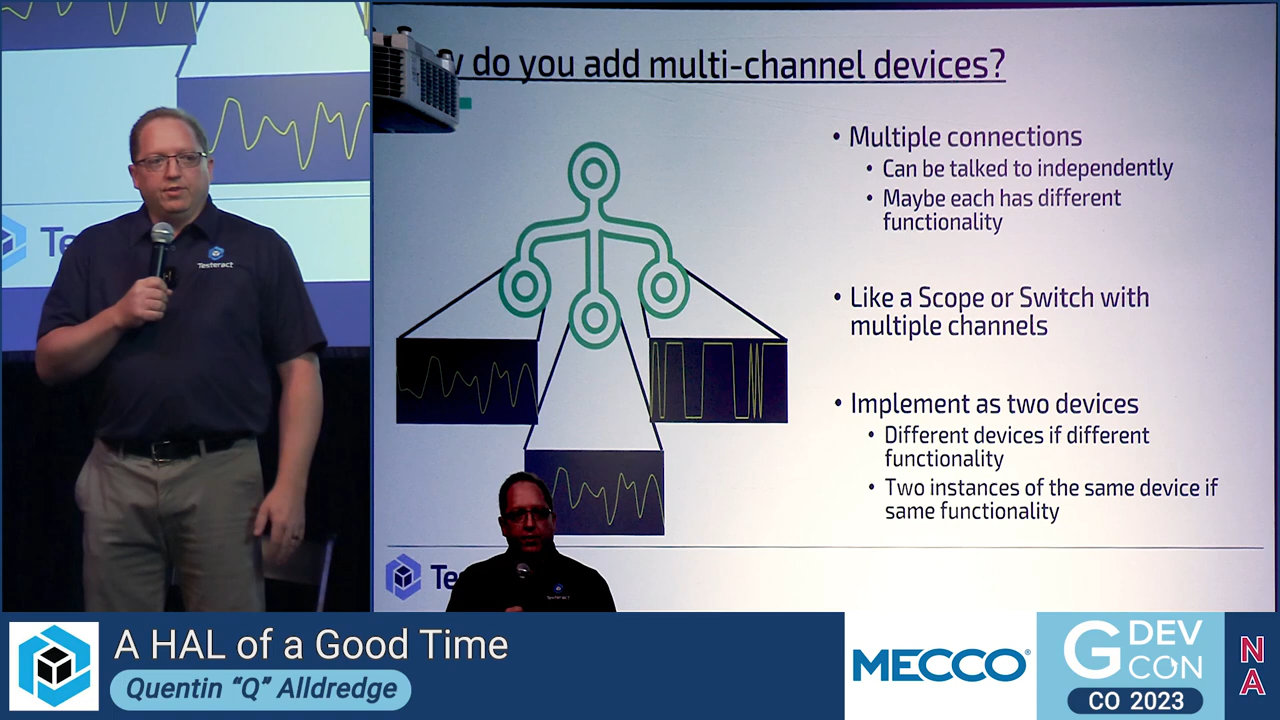 do you add multi-channel devices?
• Multiple connections
• Can be talked to independently
• Maybe each has different
functionality
• Like a Scope or Switch with
multiple channels
• Implement as two devices
• Different devices if different
functionality
• Two instances of the same device if
same functionality
Testeract
A HAL of a Good Time
Quentin “Q” Alldredge
MECCO®
G DEV
CON
CO 2023
N
A